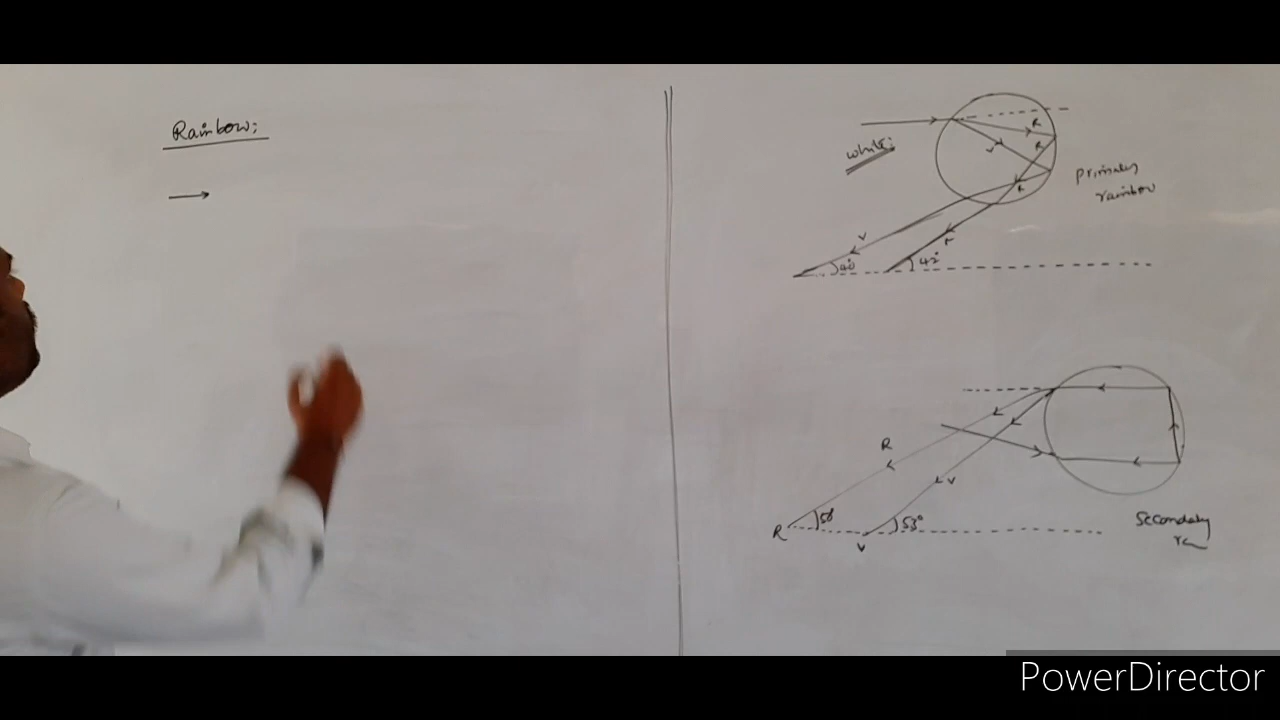 Rainbow:
white:
R
R
V
r
primary
rainbow
V
r
40°
42°
R
V
50°
53°
R
V
Secondary
PowerDirector